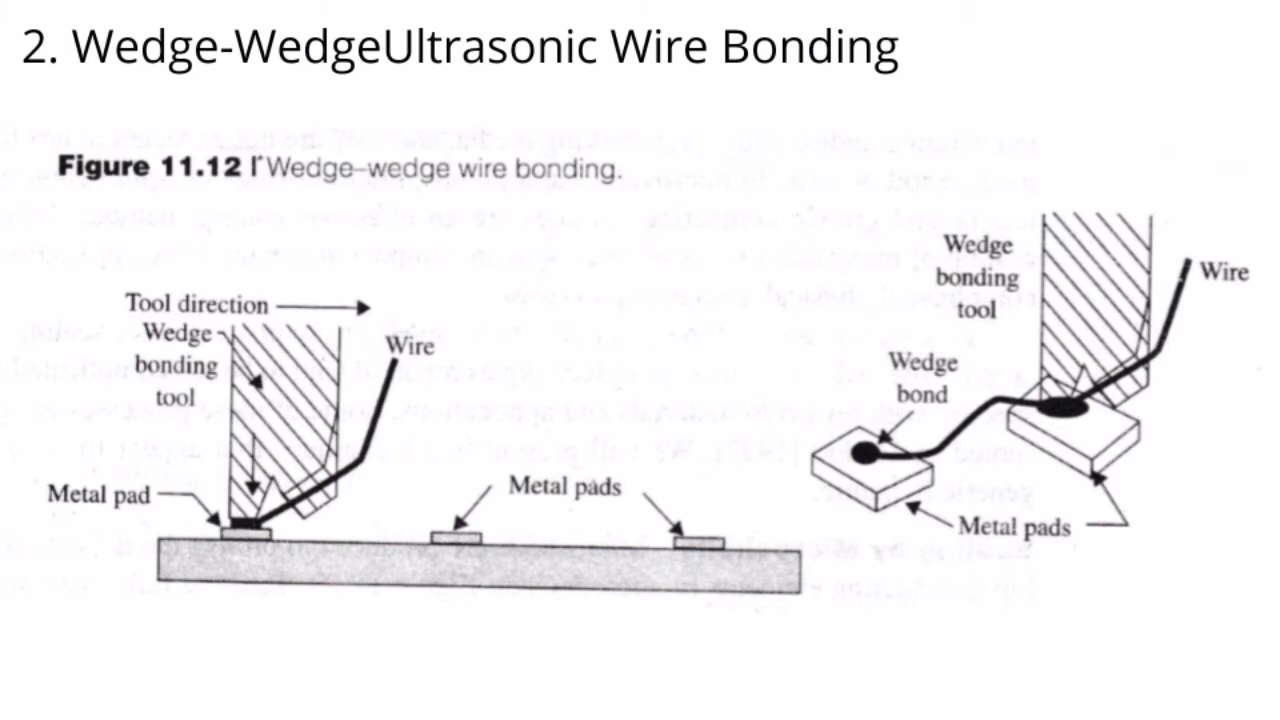 2. Wedge-WedgeUltrasonic Wire Bonding
Figure 11.12 Wedge–wedge wire bonding.
Tool direction
Wedge
bonding
tool
Wire
Metal pad
Metal pads
Wedge
bonding
tool
Wire
Wedge
bond
Metal pads